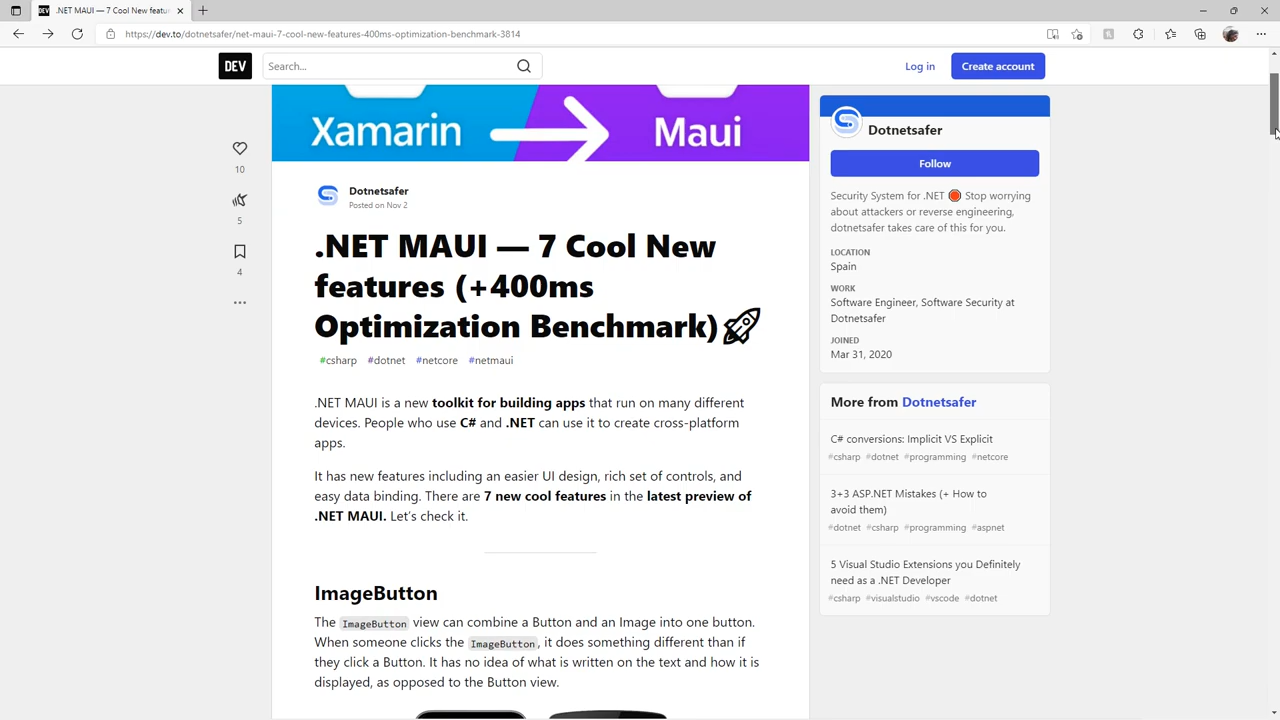 .NET MAUI — 7 Cool New featur
https://dev.to/dotnetsafer/net-maui-7-cool-new-features-400ms-optimization-benchmark-3814
DEV
Search...
Log in
Create account
Xamarin
Maui
10
5
4
Dotnetsafer
Posted on Nov 2
.NET MAUI — 7 Cool New
features (+400ms
Optimization Benchmark)🚀
#csharp #dotnet #netcore #netmaui
.NET MAUI is a new toolkit for building apps that run on many different
devices. People who use C# and .NET can use it to create cross-platform
apps.
It has new features including an easier UI design, rich set of controls, and
easy data binding. There are 7 new cool features in the latest preview of
.NET MAUI. Let's check it.
ImageButton
The ImageButton view can combine a Button and an Image into one button.
When someone clicks the ImageButton, it does something different than if
they click a Button. It has no idea of what is written on the text and how it is
displayed, as opposed to the Button view.
Dotnetsafer
Follow
Security System for .NET 🛑 Stop worrying
about attackers or reverse engineering,
dotnetsafer takes care of this for you.
LOCATION
Spain
WORK
Software Engineer, Software Security at
Dotnetsafer
JOINED
Mar 31, 2020
More from Dotnetsafer
C# conversions: Implicit VS Explicit
#csharp #dotnet #programming #netcore
3+3 ASP.NET Mistakes (+ How to
avoid them)
#dotnet #csharp #programming #aspnet
5 Visual Studio Extensions you Definitely
need as a .NET Developer
#csharp #visualstudio #vscode #dotnet